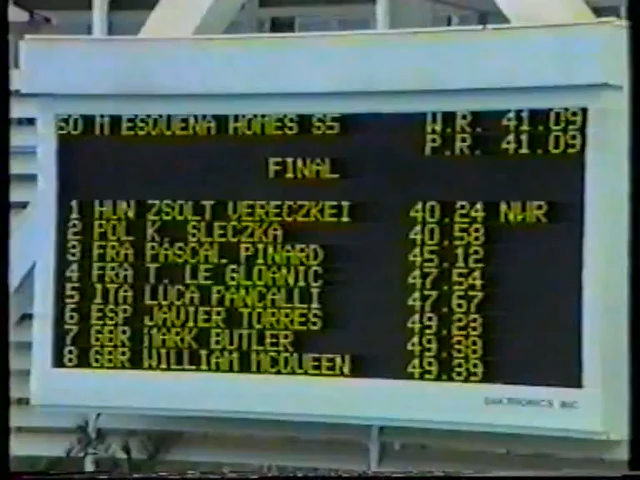 50 M ESQUENA HOMES S5 W.R. 41.09
P.R. 41.09
FINAL
1 HUN ZSOLT VERECZKEI 40.24 NWR
2 POL K. SLECZKA 40.58
3 FRA PASCAL PINARD 45.12
4 FRA T. LE GLOANIC 47.54
5 ITA LUCA PANCALLI 47.67
6 ESP JAVIER TORRES 49.23
7 GBR MARK BUTLER 49.38
8 GBR WILLIAM MCQUEEN 49.39
DAKTRONICS INC